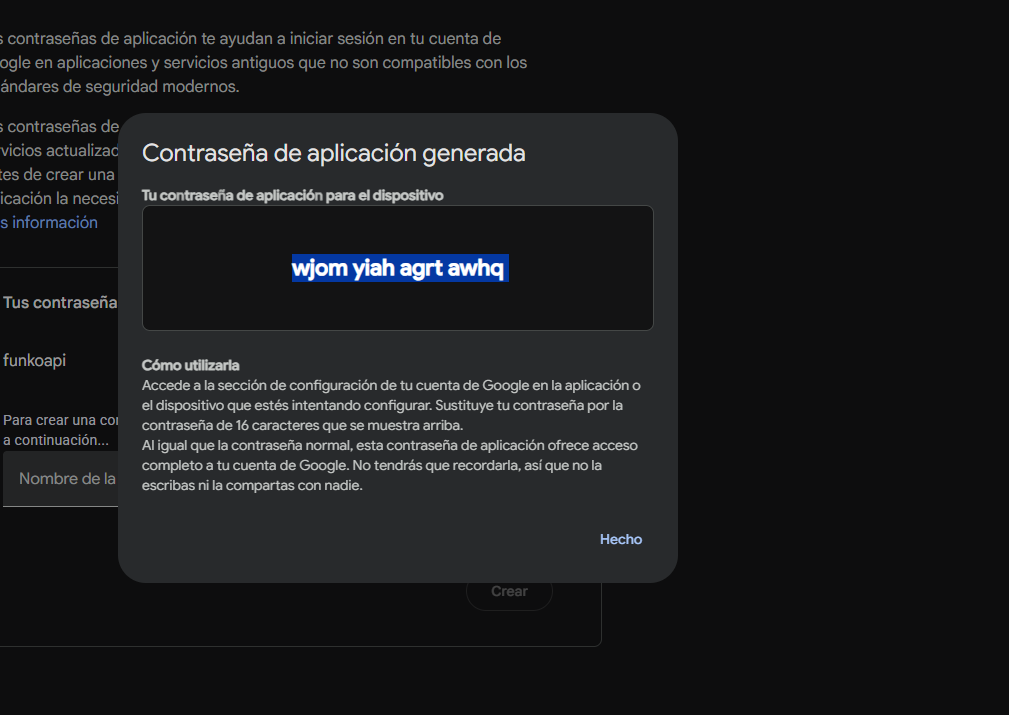 s contraseñas de aplicación te ayudan a iniciar sesión en tu cuenta de
ogle en aplicaciones y servicios antiguos que no son compatibles con los
ándares de seguridad modernos.
s contraseñas de
vicios actualizad
tes de crear una
licación la necesi
s información
Contraseña de aplicación generada
Tu contraseña de aplicación para el dispositivo
wjom yiah agrt awhq
Cómo utilizarla
Accede a la sección de configuración de tu cuenta de Google en la aplicación o
el dispositivo que estés intentando configurar. Sustituye tu contraseña por la
contraseña de 16 caracteres que se muestra arriba.
Al igual que la contraseña normal, esta contraseña de aplicación ofrece acceso
completo a tu cuenta de Google. No tendrás que recordarla, así que no la
escribas ni la compartas con nadie.
Hecho
Tus contraseña
funkoapi
Para crear una con
a continuación...
Nombre de la
Crear